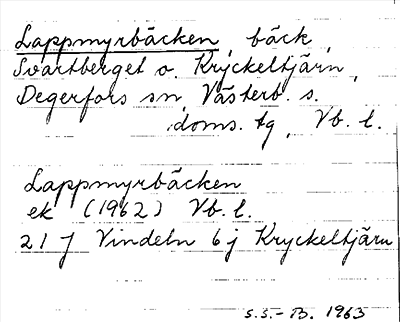 Lappmyrbäcken, bäck,
Svartberget o. Kryckeltjärn,
Degerfors sn, Västerb. s.
doms. tg, Vb. l.
Lappmyrbäcken
ek (1962) Vb. l.
21 J Vindeln 6 j Kryckeltjärn
S.S.-B. 1963